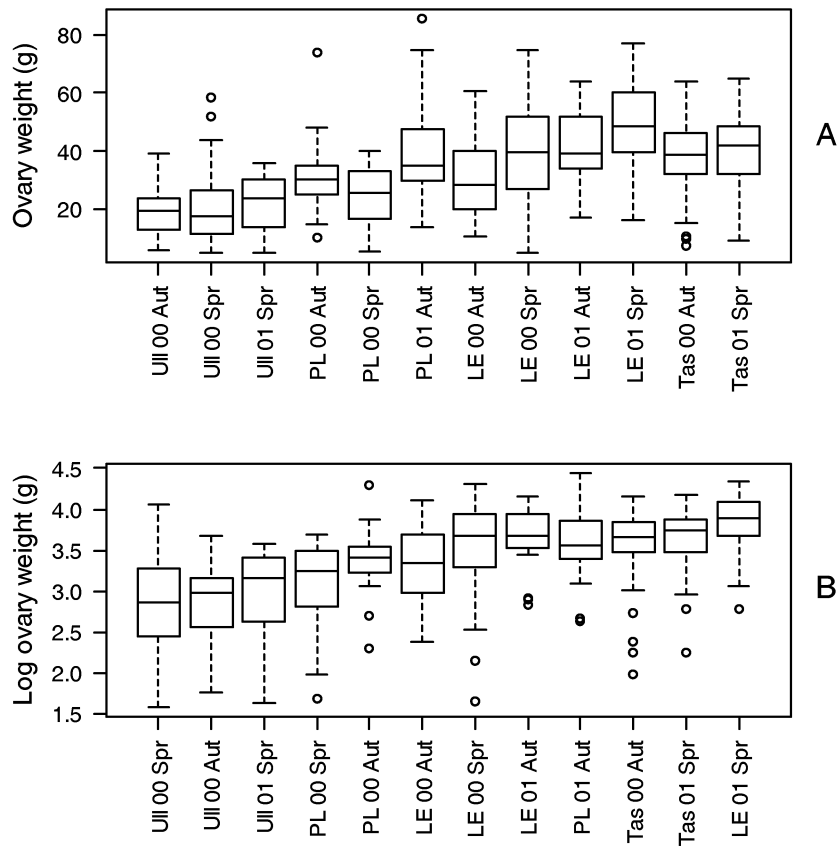 80
60
40
20
Ovary weight (g)
A
Ull 00 Aut
Ull 00 Spr
Ull 01 Spr
PL 00 Aut
PL 00 Spr
PL 01 Aut
LE 00 Aut
LE 00 Spr
LE 01 Aut
LE 01 Spr
Tas 00 Aut
Tas 01 Spr
4.5
4.0
3.5
3.0
2.5
2.0
1.5
Log ovary weight (g)
B
Ull 00 Spr
Ull 00 Aut
Ull 01 Spr
PL 00 Spr
PL 00 Aut
LE 00 Aut
LE 00 Spr
LE 01 Aut
PL 01 Aut
Tas 00 Aut
Tas 01 Spr
LE 01 Spr